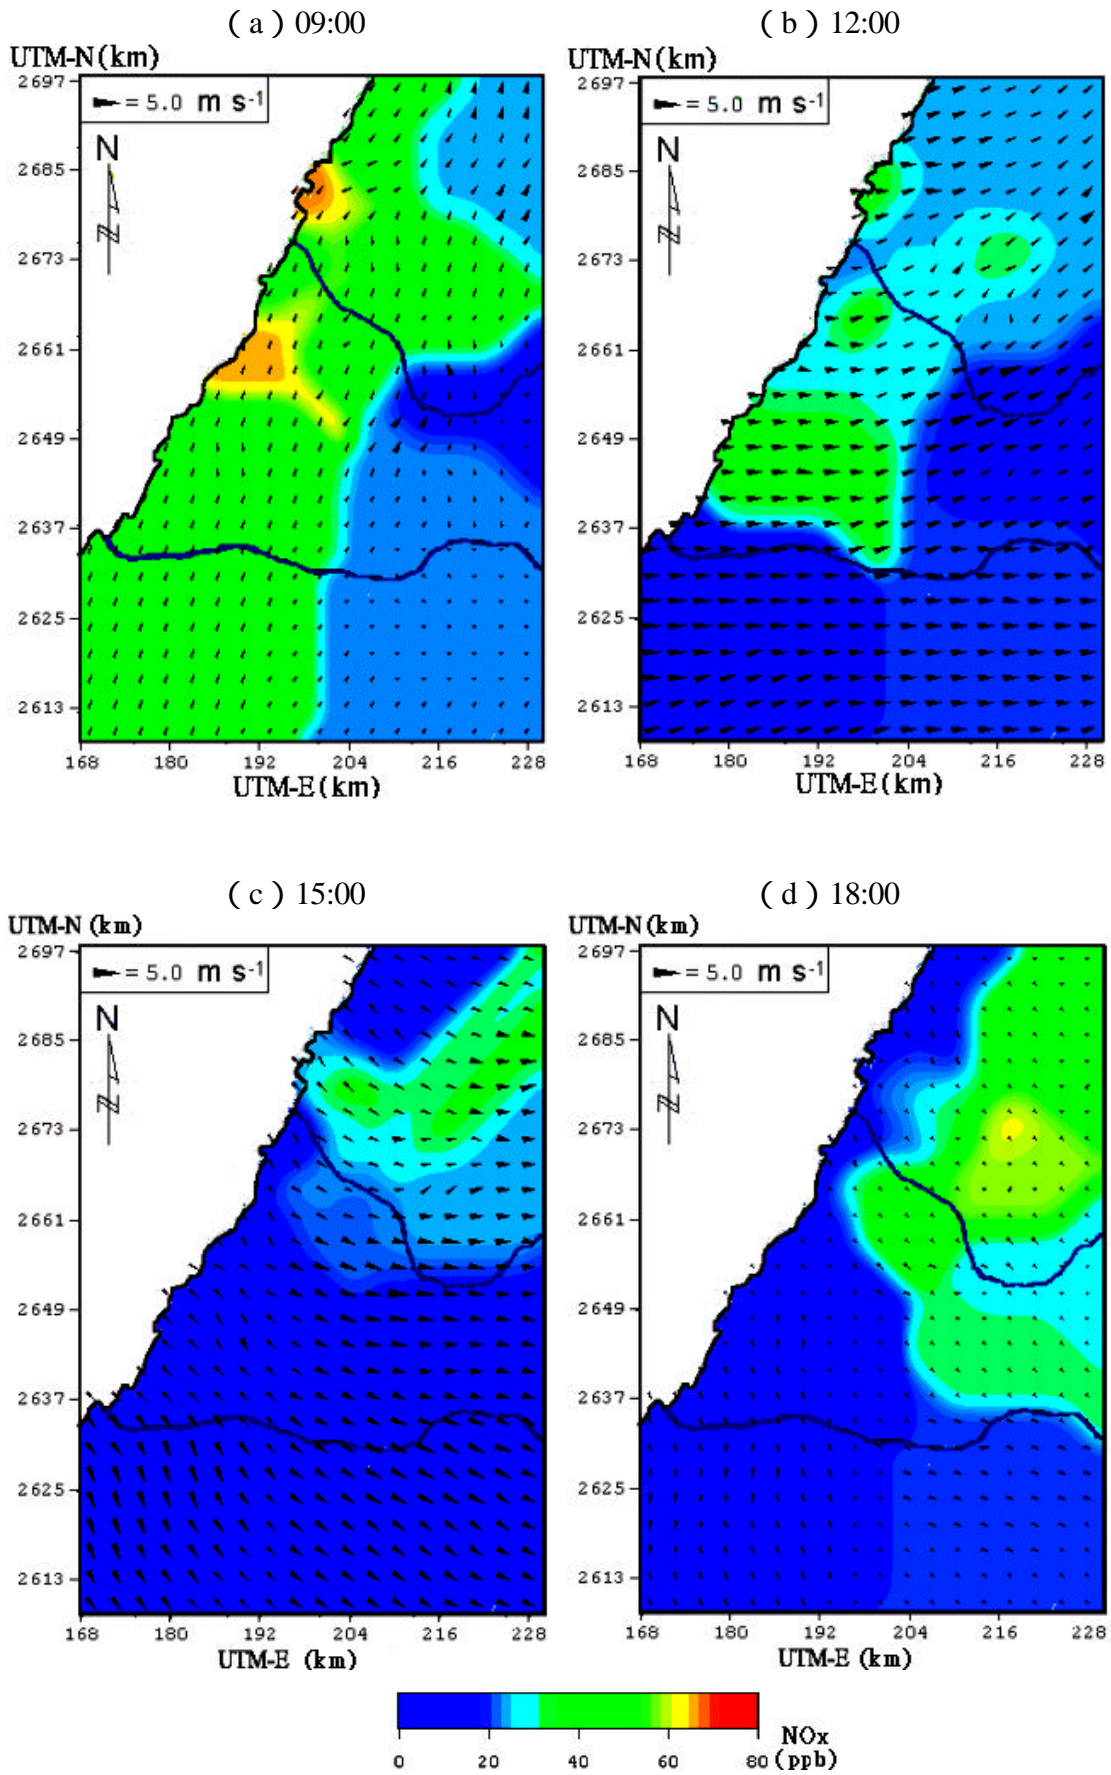 ( a ) 09:00
UTM-N (km)
= 5.0 m s-1
N
2697
2685
2673
2661
2649
2637
2625
2613
168 180 192 204 216 228
UTM-E (km)
( b ) 12:00
UTM-N (km)
= 5.0 m s-1
N
2697
2685
2673
2661
2649
2637
2625
2613
168 180 192 204 216 228
UTM-E (km)
( c ) 15:00
UTM-N (km)
= 5.0 m s-1
N
2697
2685
2673
2661
2649
2637
2625
2613
168 180 192 204 216 228
UTM-E (km)
( d ) 18:00
UTM-N (km)
= 5.0 m s-1
N
2697
2685
2673
2661
2649
2637
2625
2613
168 180 192 204 216 228
UTM-E (km)
0 20 40 60 80
NOx
(ppb)